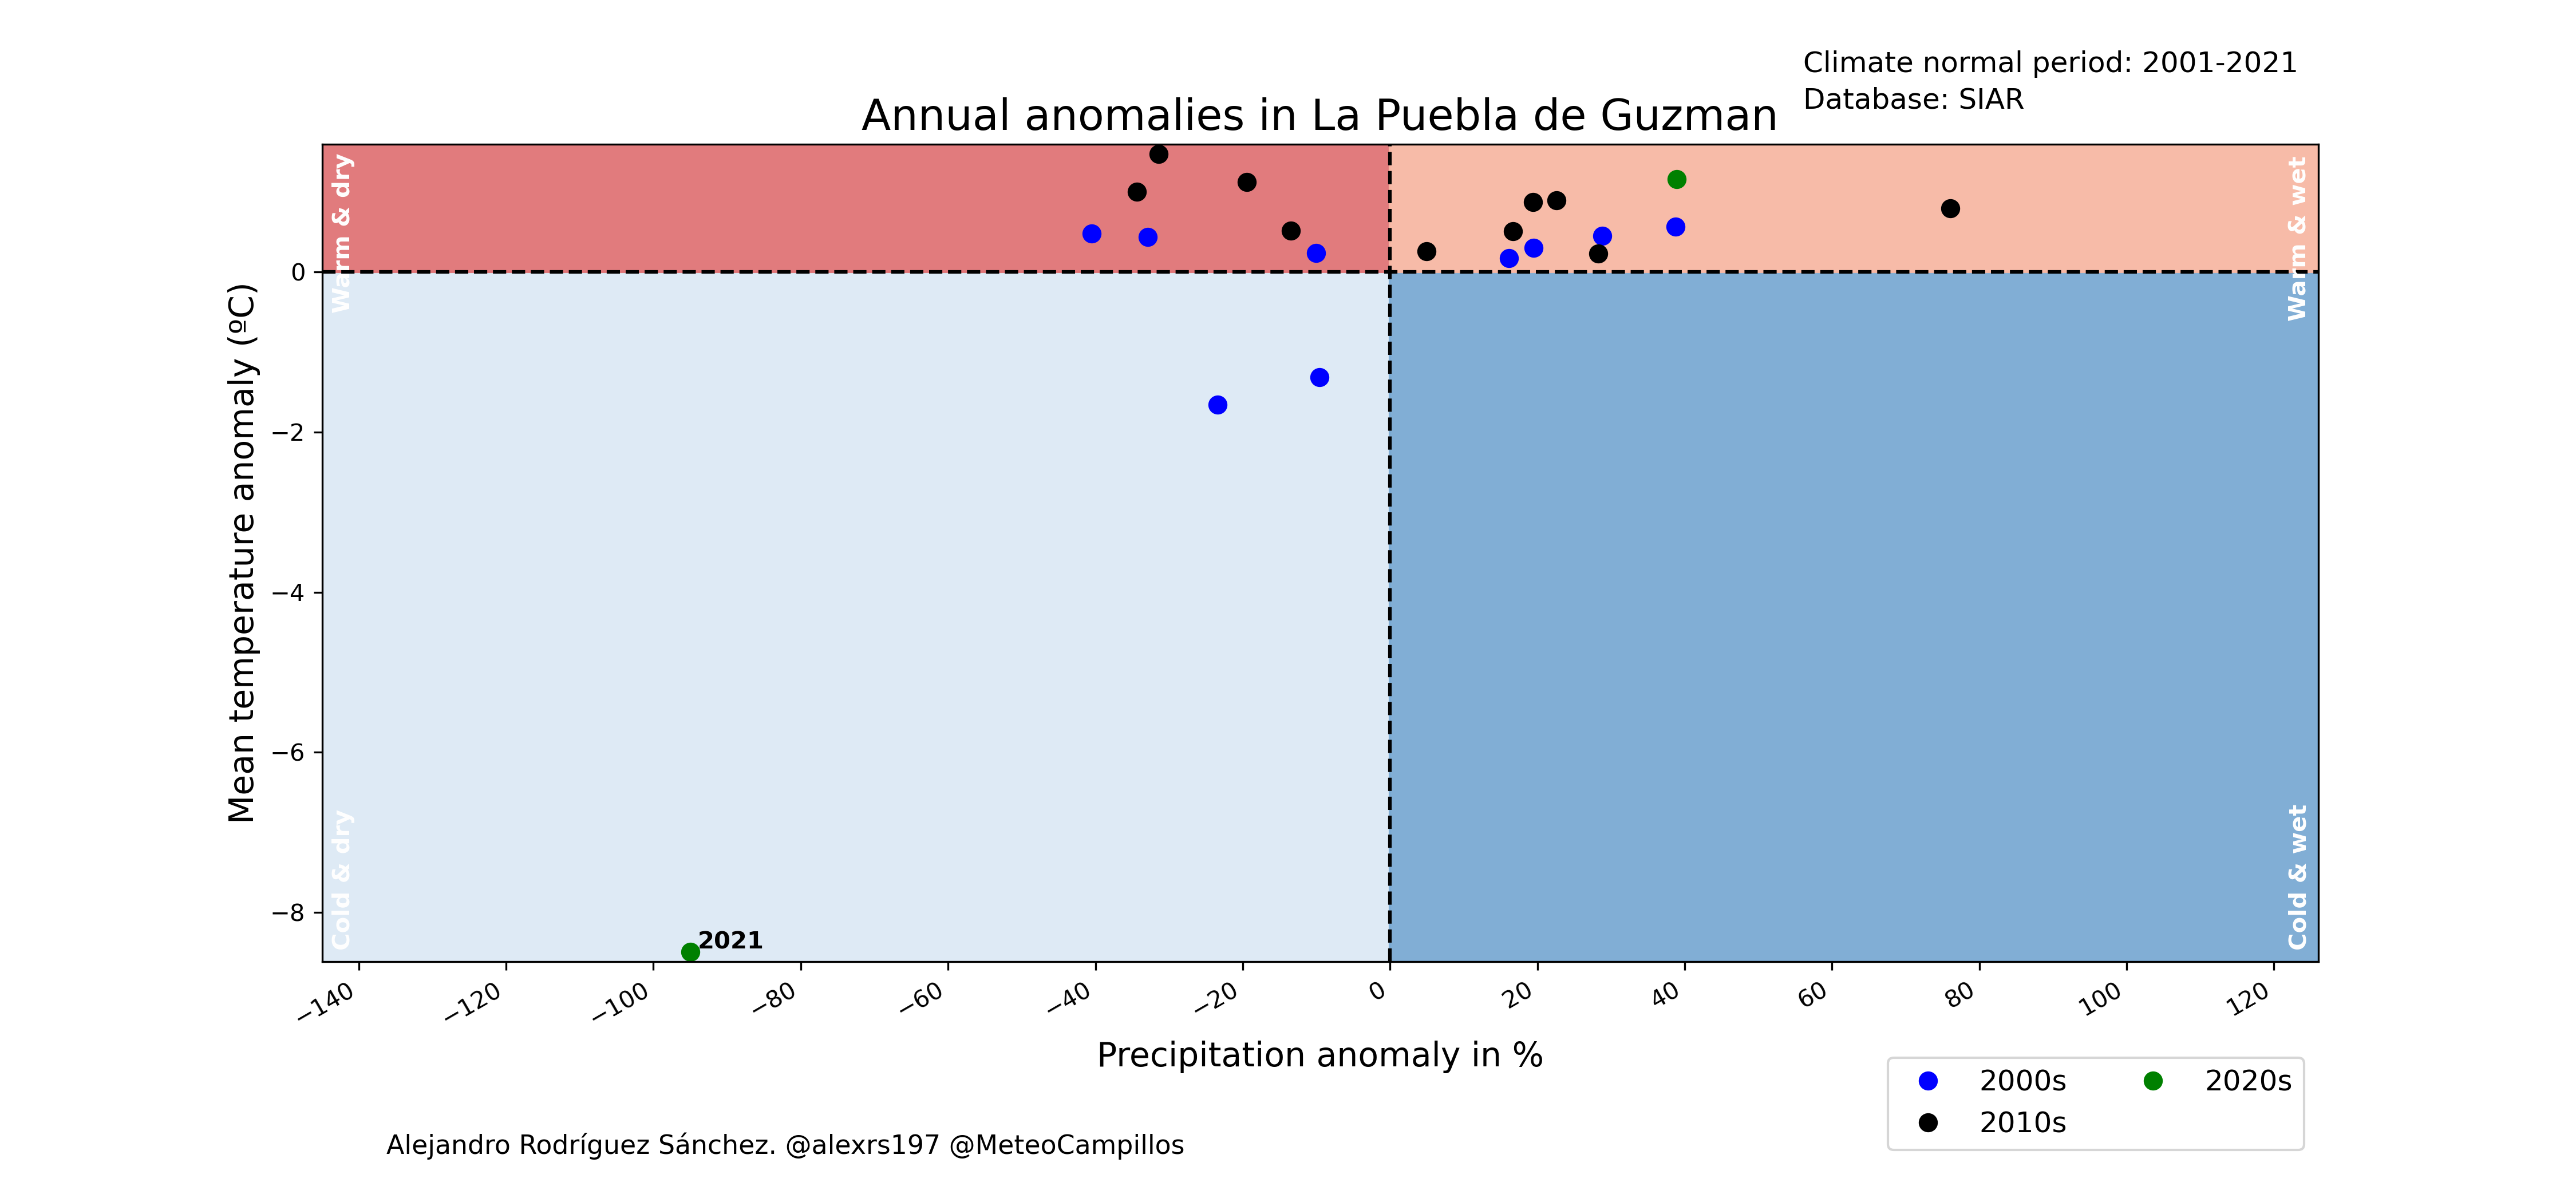 Climate normal period: 2001-2021
Database: SIAR
Annual anomalies in La Puebla de Guzman
Warm & dry
Warm & wet
Cold & dry
Cold & wet
Mean temperature anomaly (ºC)
0
−2
−4
−6
−8
2021
−140
−120
−100
−80
−60
−40
−20
0
20
40
60
80
100
120
Precipitation anomaly in %
2000s
2010s
2020s
Alejandro Rodríguez Sánchez. @alexrs197 @MeteoCampillos